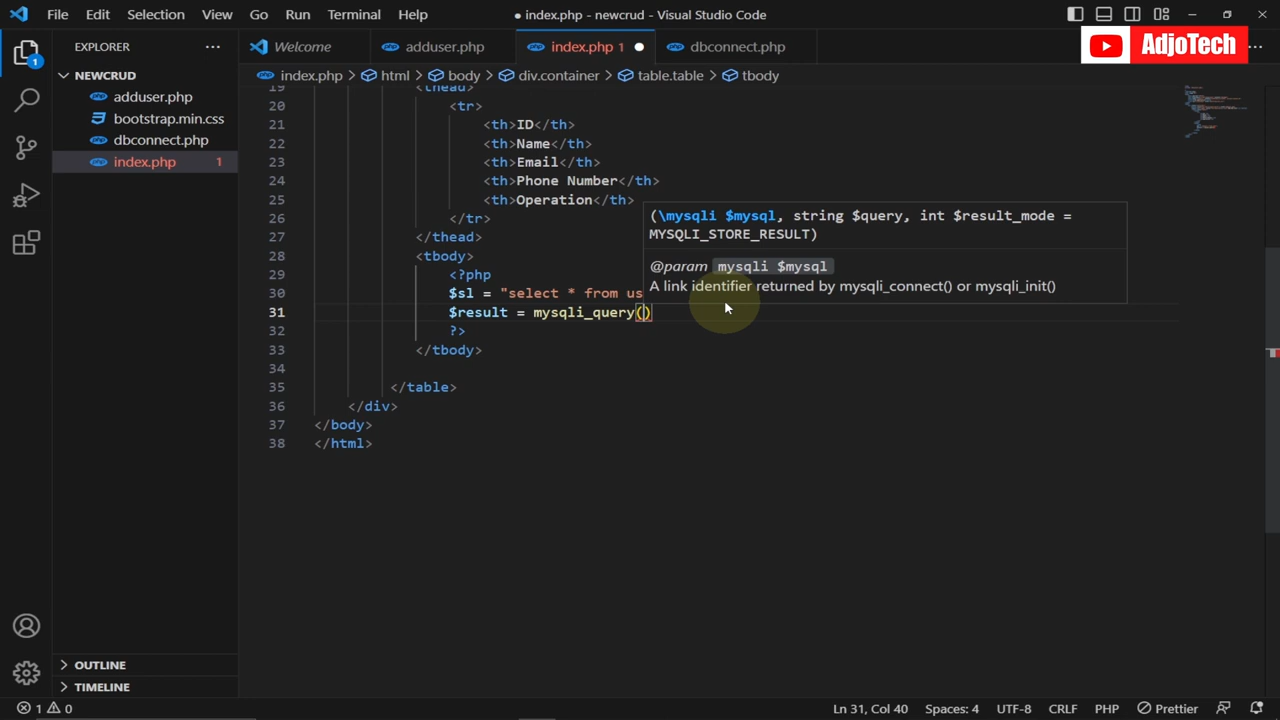 File Edit Selection View Go Run Terminal Help
● index.php - newcrud - Visual Studio Code
AdjoTech
EXPLORER
Welcome adduser.php index.php 1 dbconnect.php
NEWCRUD
index.php > html > body > div.container > table.table > tbody
adduser.php
bootstrap.min.css
dbconnect.php
index.php 1
1
19 <thead>
20 <tr>
21 <th>ID</th>
22 <th>Name</th>
23 <th>Email</th>
24 <th>Phone Number</th>
25 <th>Operation</th>
26 </tr>
27 </thead>
28 <tbody>
29 <?php
30 $sl = "select * from us
31 $result = mysqli_query()
32 ?>
33 </tbody>
34
35 </table>
36 </div>
37 </body>
38 </html>
(\mysqli $mysql, string $query, int $result_mode =
MYSQLI_STORE_RESULT)
@param mysqli $mysql
A link identifier returned by mysqli_connect() or mysqli_init()
OUTLINE
TIMELINE
1 0 Ln 31, Col 40 Spaces: 4 UTF-8 CRLF PHP Prettier